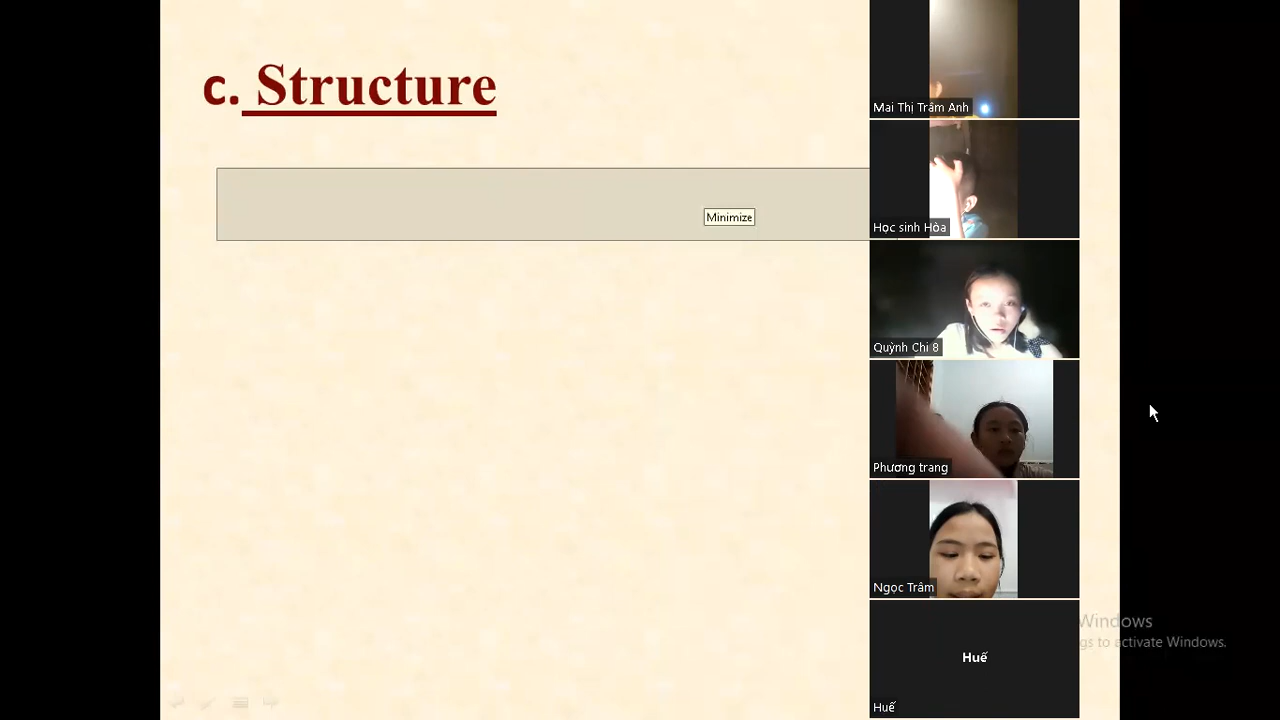 c. Structure
Minimize
Mai Thị Trâm Anh
Học sinh Hòa
Quỳnh Chi 8
Phương trang
Ngọc Trâm
Huế
Huế
Windows
to activate Windows.